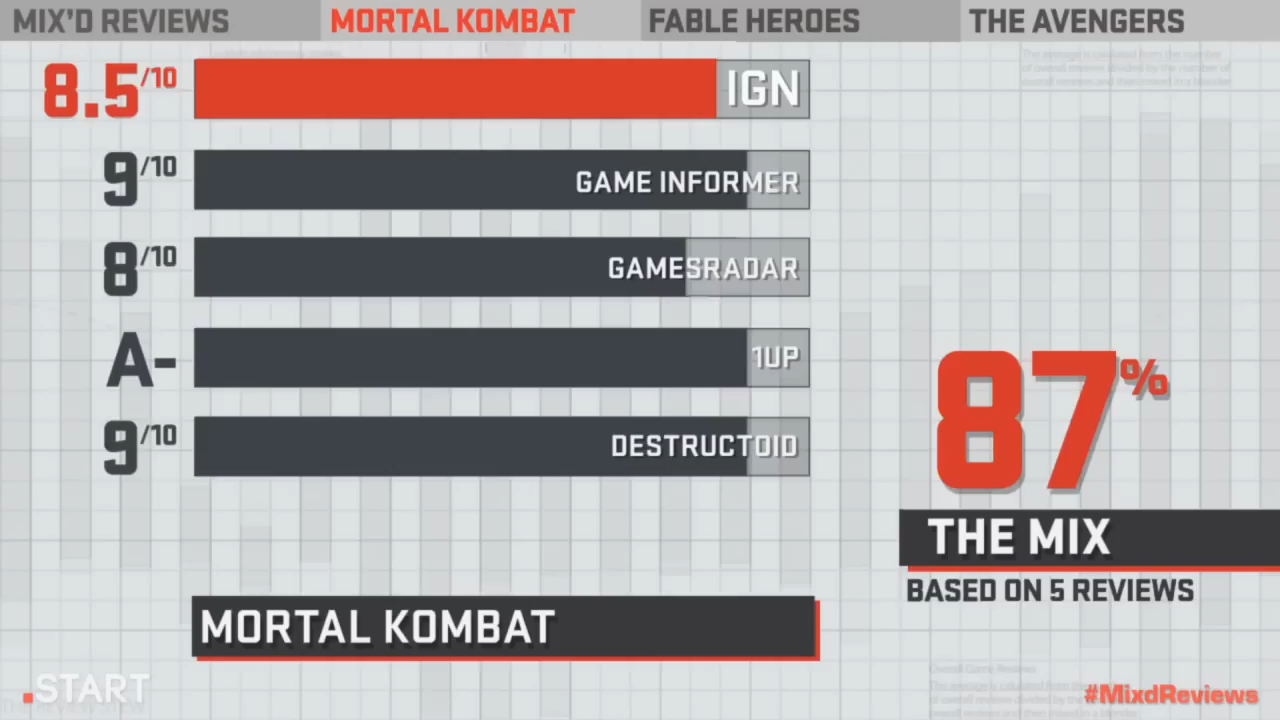 MIX'D REVIEWS MORTAL KOMBAT FABLE HEROES THE AVENGERS
8.5/10 IGN
9/10 GAME INFORMER
8/10 GAMESRADAR
A- 1UP
9/10 DESTRUCTOID
87%
THE MIX
BASED ON 5 REVIEWS
MORTAL KOMBAT
.START
#MixdReviews